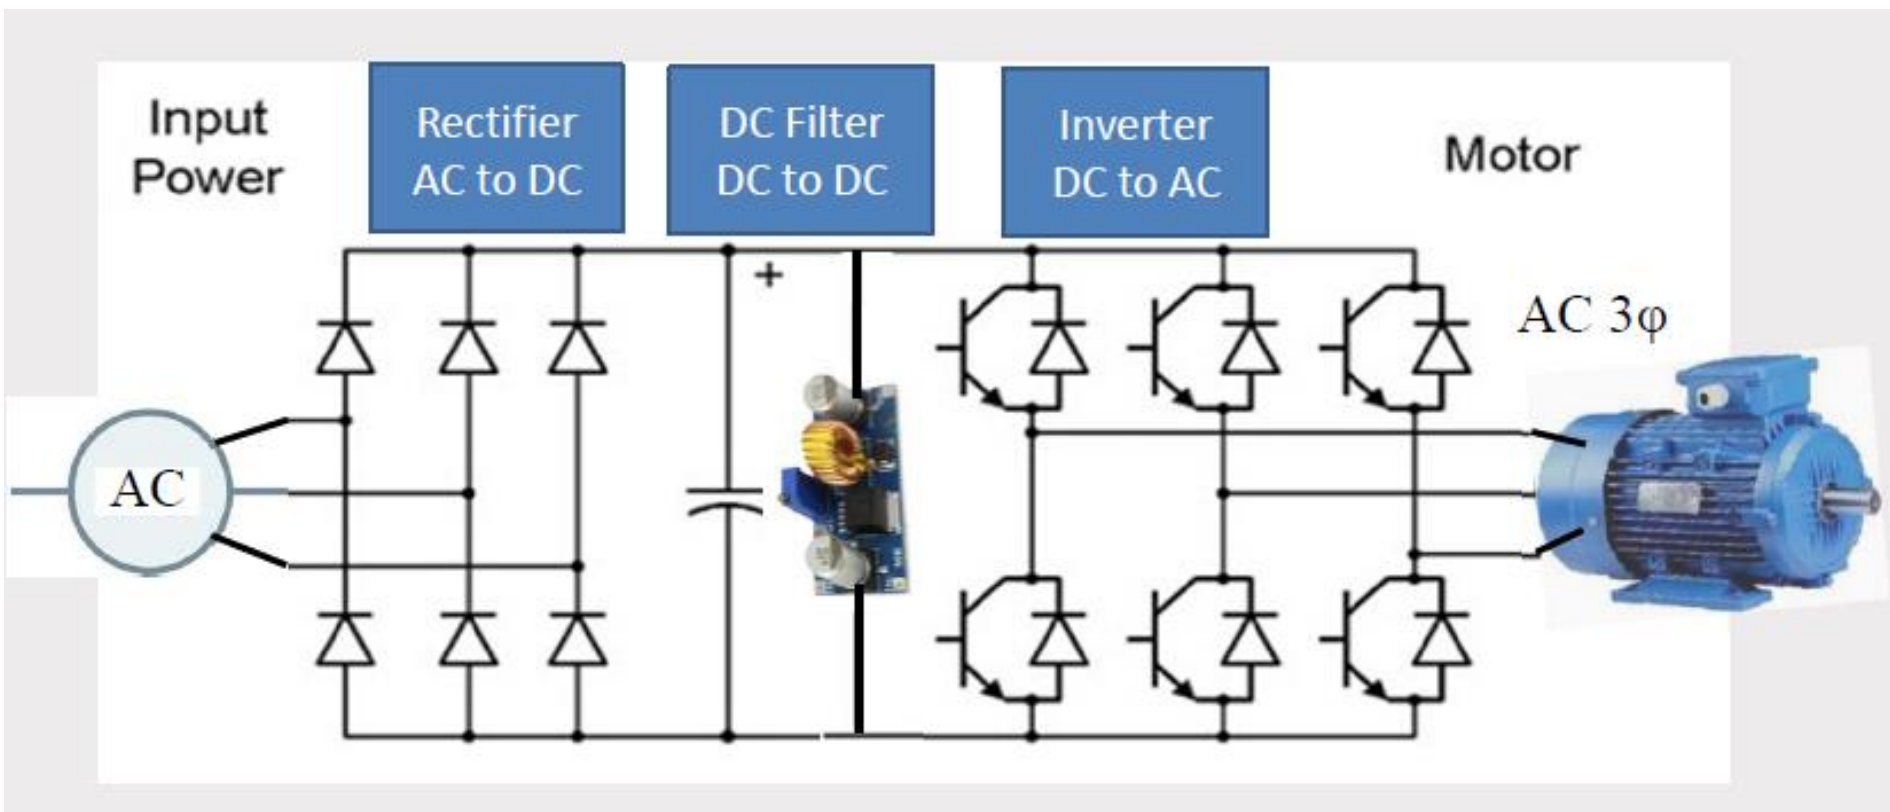 Input
Power
Rectifier
AC to DC
DC Filter
DC to DC
Inverter
DC to AC
Motor
+
AC 3φ
AC